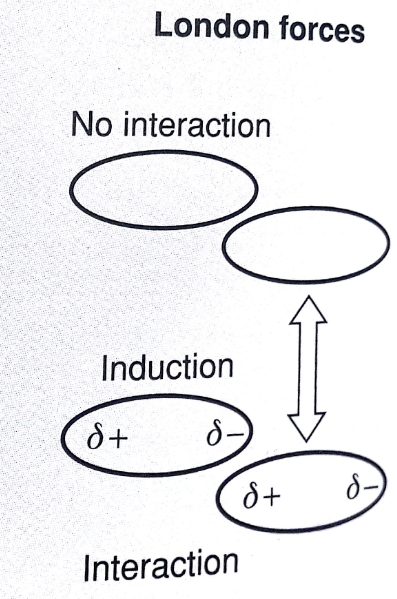 London forces
No interaction
Induction
δ+ δ−
δ+ δ−
Interaction